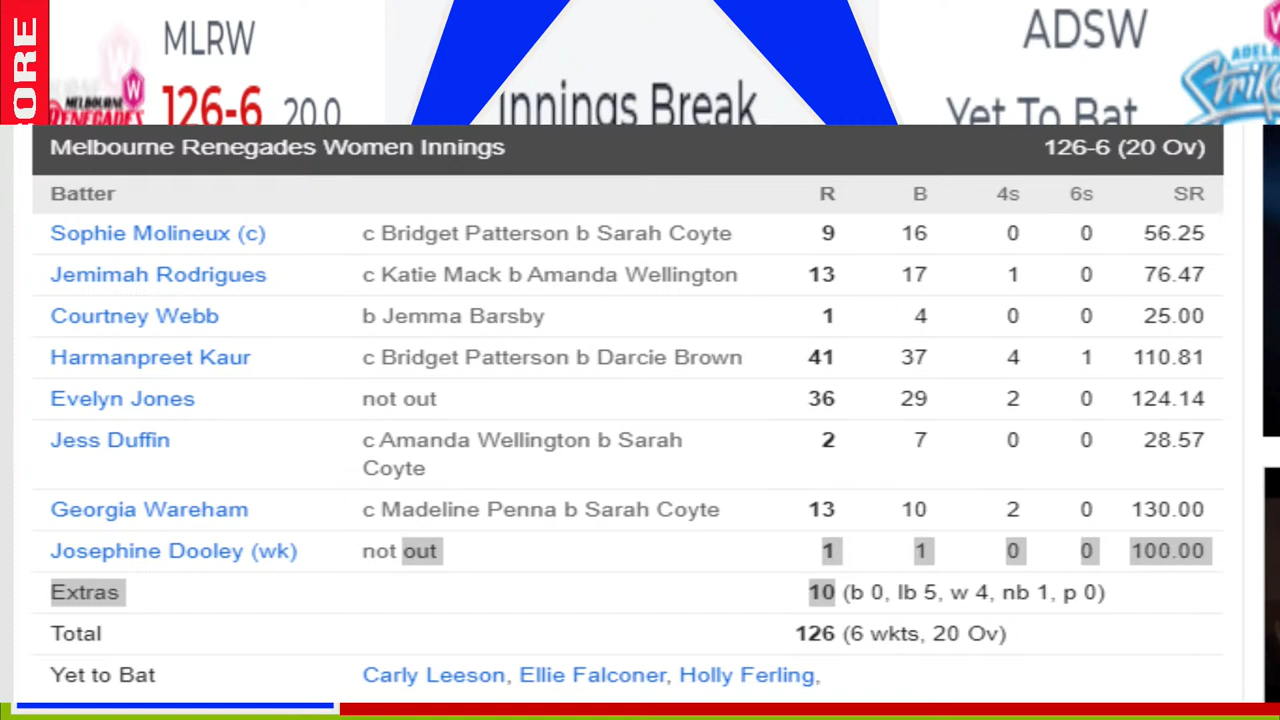 ORE
MLRW
126-6 20.0
MELBOURNE
RENEGADES
Innings Break
ADSW
Yet To Bat
Strike
Melbourne Renegades Women Innings 126-6 (20 Ov)
Batter R B 4s 6s SR
Sophie Molineux (c) c Bridget Patterson b Sarah Coyte 9 16 0 0 56.25
Jemimah Rodrigues c Katie Mack b Amanda Wellington 13 17 1 0 76.47
Courtney Webb b Jemma Barsby 1 4 0 0 25.00
Harmanpreet Kaur c Bridget Patterson b Darcie Brown 41 37 4 1 110.81
Evelyn Jones not out 36 29 2 0 124.14
Jess Duffin c Amanda Wellington b Sarah 2 7 0 0 28.57
Coyte
Georgia Wareham c Madeline Penna b Sarah Coyte 13 10 2 0 130.00
Josephine Dooley (wk) not out 1 1 0 0 100.00
Extras 10 (b 0, lb 5, w 4, nb 1, p 0)
Total 126 (6 wkts, 20 Ov)
Yet to Bat Carly Leeson, Ellie Falconer, Holly Ferling,